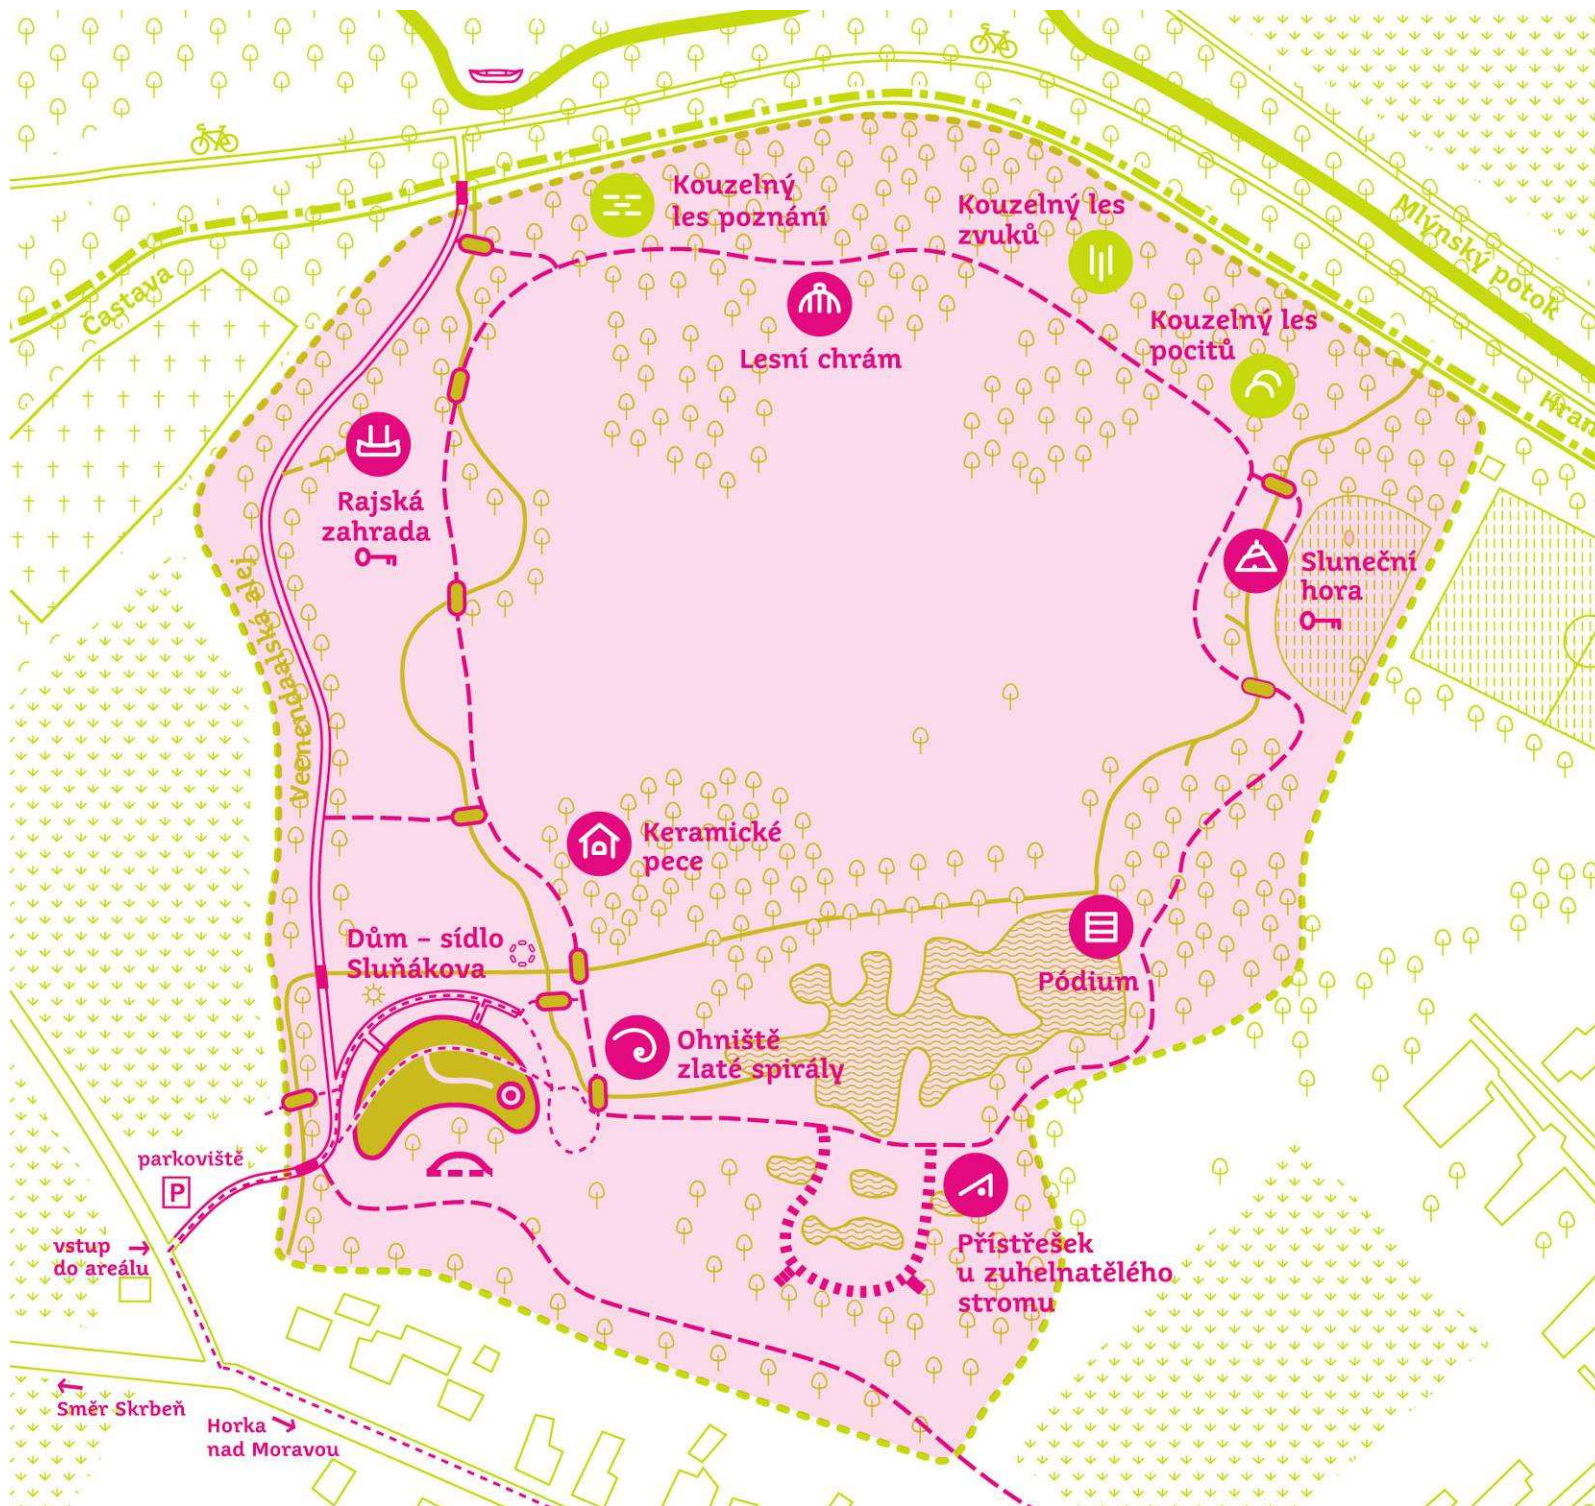 Kouzelný
les poznání
Kouzelný les
zvuků
Mlýnský potok
Častava
Kouzelný les
pocitů
Lesní chrám
Rajská
zahrada
Veenendaalská alej
Sluneční
hora
Keramické
pece
Dům – sídlo
Sluňákova
Pódium
Ohniště
zlaté spirály
parkoviště
P
vstup →
do areálu
Přístřešek
u zuhelnatělého
stromu
←
Směr Skrbeň
Horka →
nad Moravou